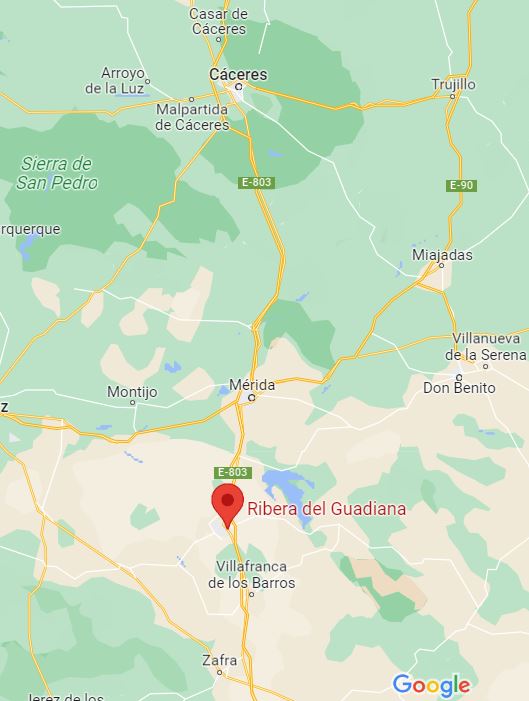 Casar de
Cáceres
Arroyo
de la Luz
Cáceres
Trujillo
Malpartida
de Cáceres
Sierra de
San Pedro
E-803
E-90
rquerque
Miajadas
Villanueva
de la Serena
Mérida
Don Benito
Montijo
z
E-803
Ribera del Guadiana
Villafranca
de los Barros
Zafra
Jerez de los
Google